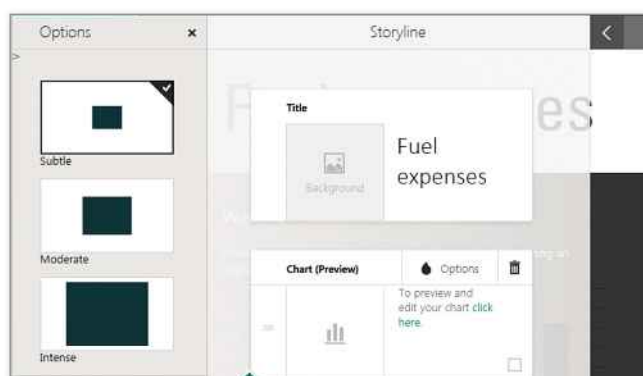 Options
Storyline
>
Subtle
Moderate
Intense
Title
Background
Fuel
expenses
Chart (Preview)
Options
To preview and
edit your chart click
here.
es